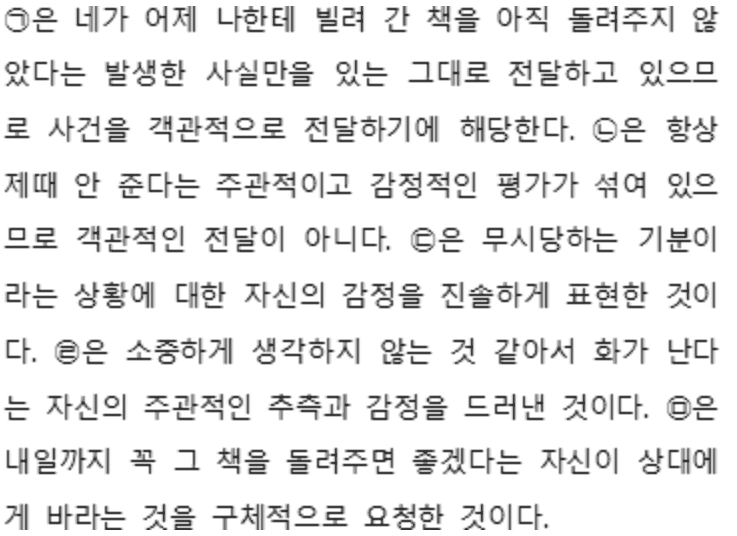 ㉠은 네가 어제 나한테 빌려 간 책을 아직 돌려주지 않
았다는 발생한 사실만을 있는 그대로 전달하고 있으므
로 사건을 객관적으로 전달하기에 해당한다. ㉡은 항상
제때 안 준다는 주관적이고 감정적인 평가가 섞여 있으
므로 객관적인 전달이 아니다. ㉢은 무시당하는 기분이
라는 상황에 대한 자신의 감정을 진솔하게 표현한 것이
다. ㉣은 소중하게 생각하지 않는 것 같아서 화가 난다
는 자신의 주관적인 추측과 감정을 드러낸 것이다. ㉤은
내일까지 꼭 그 책을 돌려주면 좋겠다는 자신이 상대에
게 바라는 것을 구체적으로 요청한 것이다.